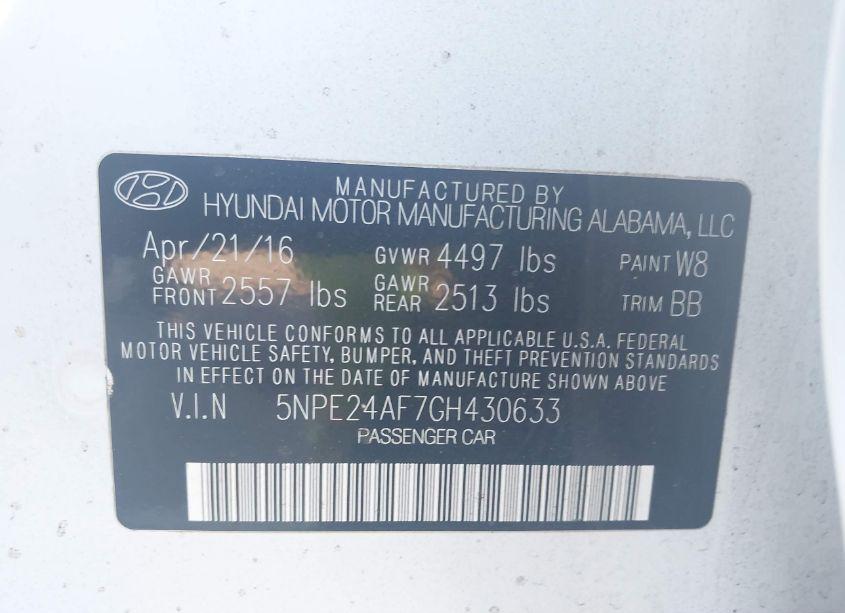 MANUFACTURED BY
HYUNDAI MOTOR MANUFACTURING ALABAMA, LLC
Apr/21/16 GVWR 4497 lbs PAINT W8
GAWR FRONT 2557 lbs GAWR REAR 2513 lbs TRIM BB
THIS VEHICLE CONFORMS TO ALL APPLICABLE U.S.A. FEDERAL
MOTOR VEHICLE SAFETY, BUMPER, AND THEFT PREVENTION STANDARDS
IN EFFECT ON THE DATE OF MANUFACTURE SHOWN ABOVE
V.I.N 5NPE24AF7GH430633
PASSENGER CAR